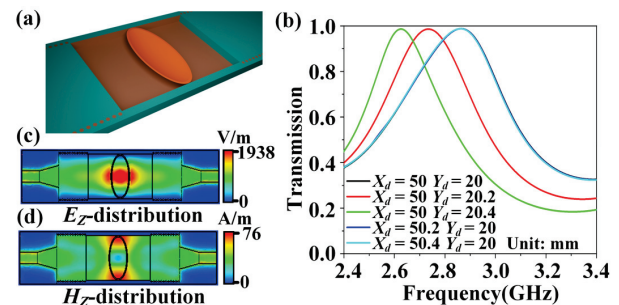 (a)
(b)
1.0
0.8
0.6
0.4
0.2
0.0
Transmission
X_d = 50 Y_d = 20
X_d = 50 Y_d = 20.2
X_d = 50 Y_d = 20.4
X_d = 50.2 Y_d = 20
X_d = 50.4 Y_d = 20 Unit: mm
2.4 2.6 2.8 3.0 3.2 3.4
Frequency(GHz)
(c)
V/m
1938
0
E_Z-distribution
(d)
A/m
76
0
H_Z-distribution